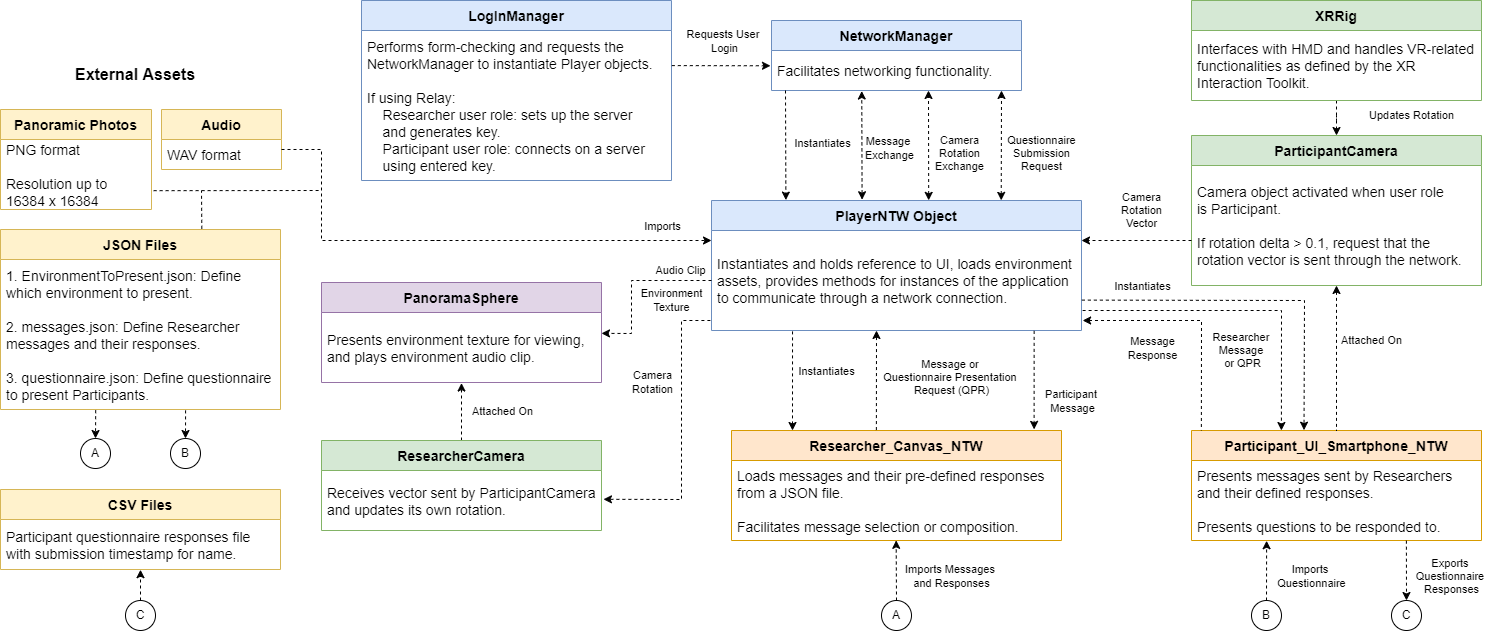 External Assets
Panoramic Photos
PNG format
Resolution up to
16384 x 16384
Audio
WAV format
JSON Files
1. EnvironmentToPresent.json: Define
which environment to present.
2. messages.json: Define Researcher
messages and their responses.
3. questionnaire.json: Define questionnaire
to present Participants.
A
B
CSV Files
Participant questionnaire responses file
with submission timestamp for name.
C
LogInManager
Performs form-checking and requests the
NetworkManager to instantiate Player objects.
If using Relay:
Researcher user role: sets up the server
and generates key.
Participant user role: connects on a server
using entered key.
Requests User
Login
NetworkManager
Facilitates networking functionality.
Instantiates
Message
Exchange
Camera
Rotation
Exchange
Questionnaire
Submission
Request
XRRig
Interfaces with HMD and handles VR-related
functionalities as defined by the XR
Interaction Toolkit.
Updates Rotation
ParticipantCamera
Camera object activated when user role
is Participant.
If rotation delta > 0.1, request that the
rotation vector is sent through the network.
Camera
Rotation
Vector
Imports
PlayerNTW Object
Instantiates and holds reference to UI, loads environment
assets, provides methods for instances of the application
to communicate through a network connection.
Audio Clip
Environment
Texture
PanoramaSphere
Presents environment texture for viewing,
and plays environment audio clip.
Attached On
Camera
Rotation
ResearcherCamera
Receives vector sent by ParticipantCamera
and updates its own rotation.
Instantiates
Message or
Questionnaire Presentation
Request (QPR)
Participant
Message
Instantiates
Message
Response
Researcher
Message
or QPR
Attached On
Researcher_Canvas_NTW
Loads messages and their pre-defined responses
from a JSON file.
Facilitates message selection or composition.
Imports Messages
and Responses
A
Participant_UI_Smartphone_NTW
Presents messages sent by Researchers
and their defined responses.
Presents questions to be responded to.
Imports
Questionnaire
B
Exports
Questionnaire
Responses
C